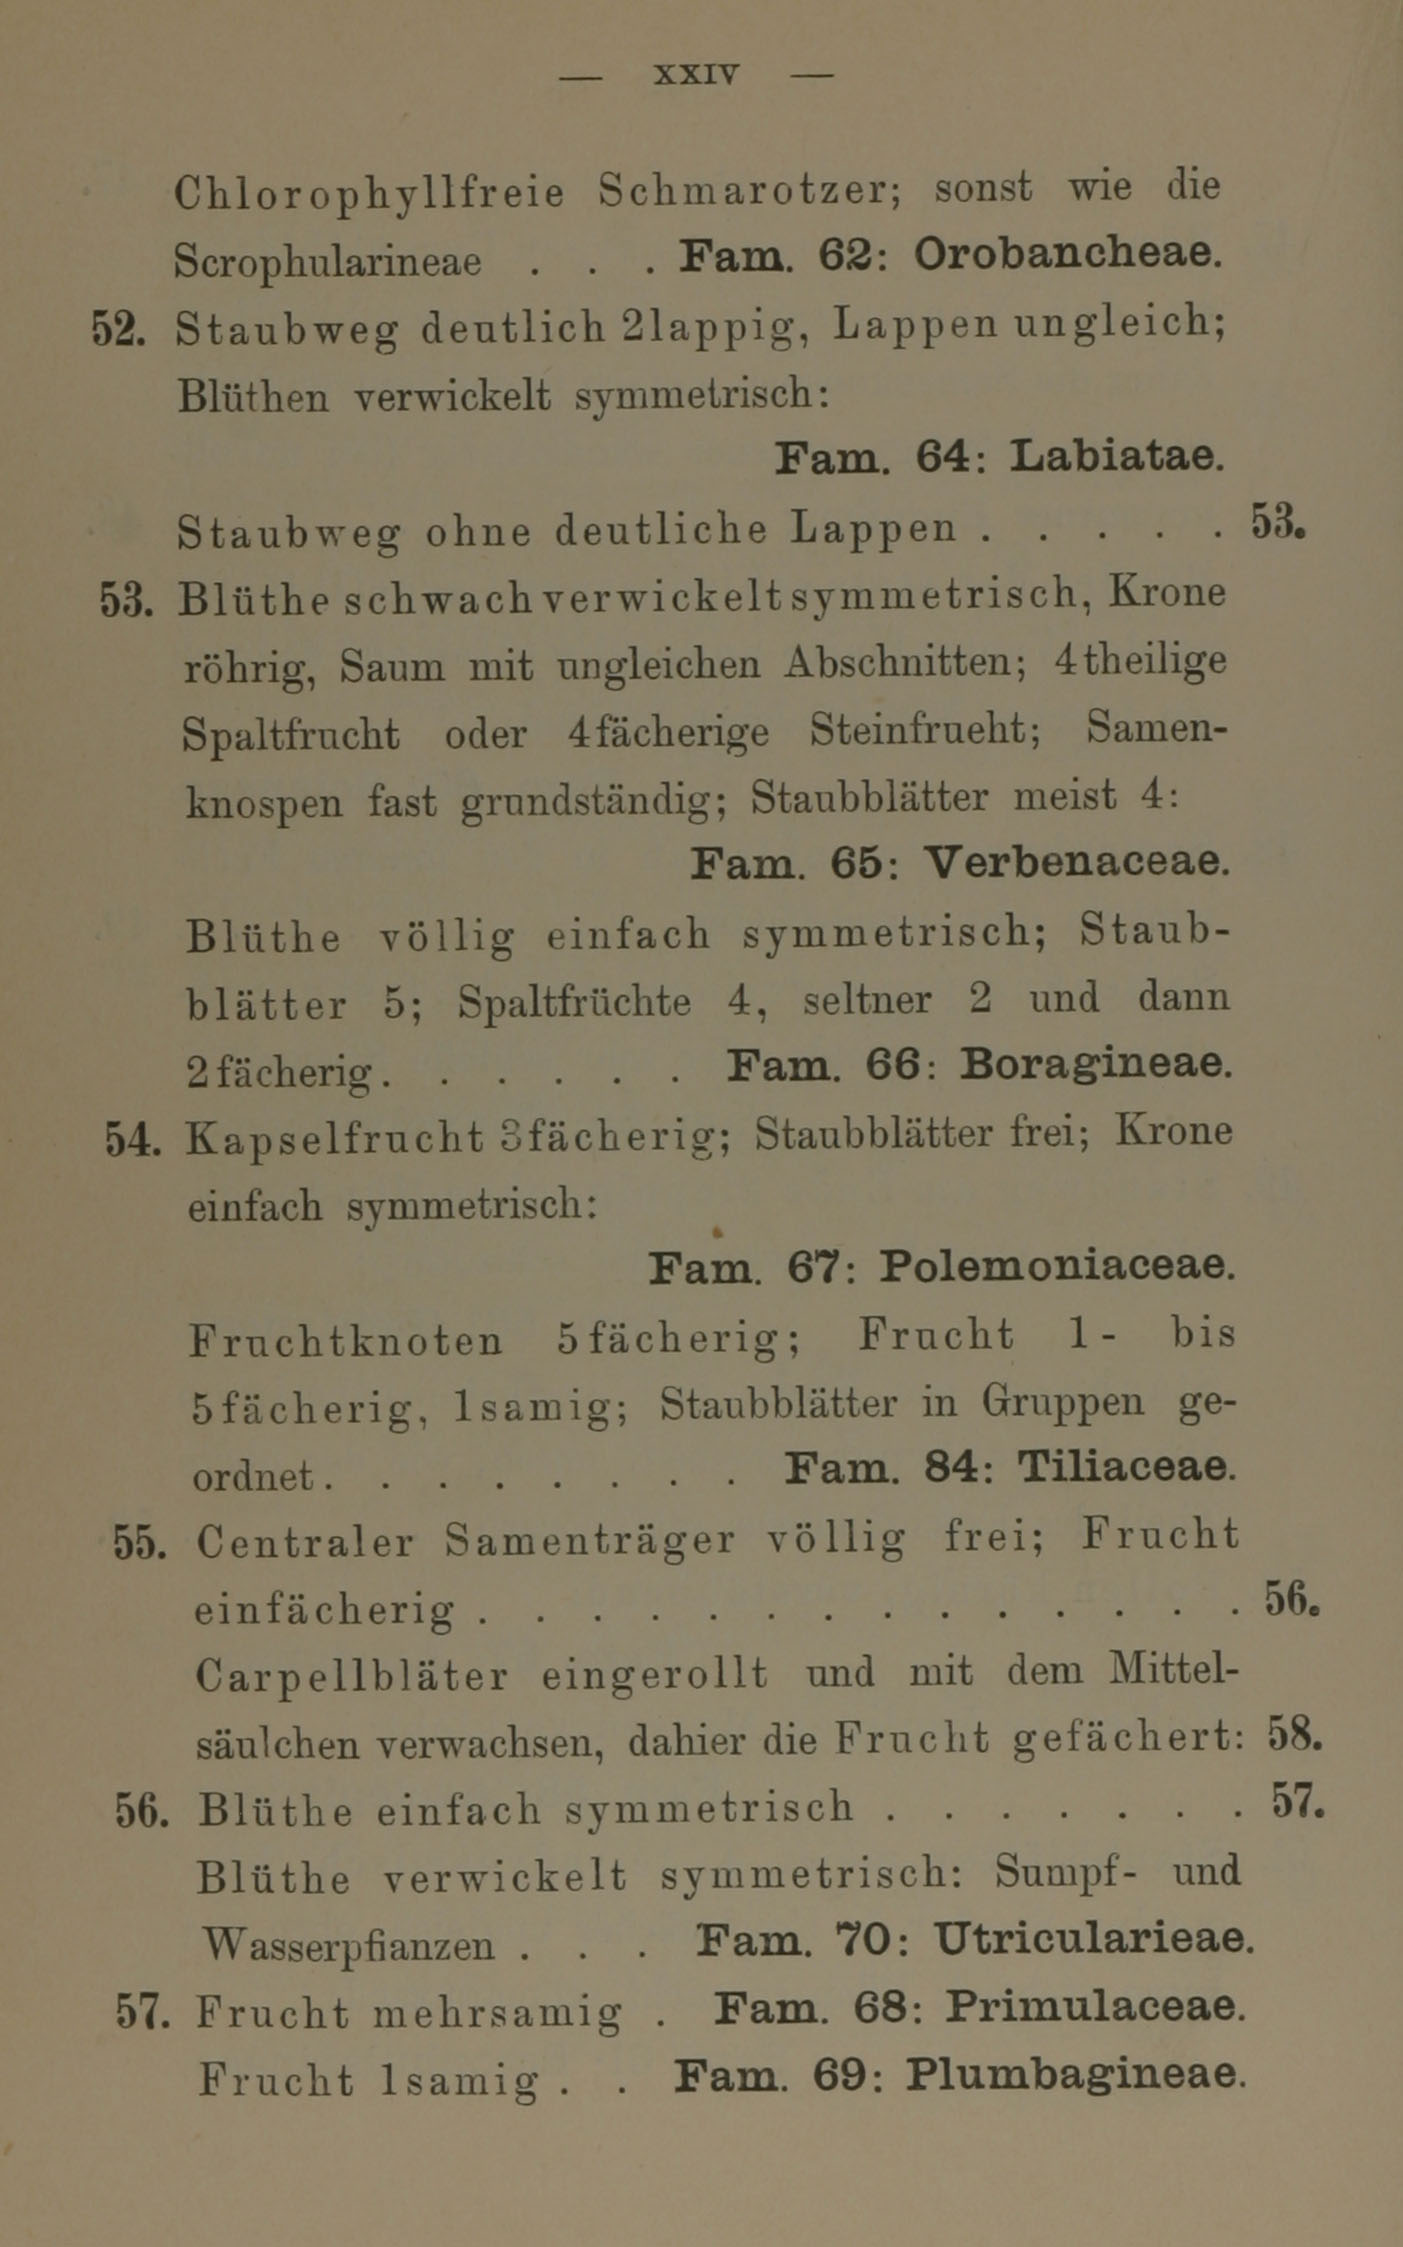 — XXIV —
Chlorophyllfreie Schmarotzer; sonst wie die
Scrophularineae . . . Fam. 62: Orobancheae.
52. Staubweg deutlich 2lappig, Lappen ungleich;
Blüthen verwickelt symmetrisch:
Fam. 64: Labiatae.
Staubweg ohne deutliche Lappen . . . . . 53.
53. Blüthe schwach verwickelt symmetrisch, Krone
röhrig, Saum mit ungleichen Abschnitten; 4theilige
Spaltfrucht oder 4fächerige Steinfrueht; Samen-
knospen fast grundständig; Staubblätter meist 4:
Fam. 65: Verbenaceae.
Blüthe völlig einfach symmetrisch; Staub-
blätter 5; Spaltfrüchte 4, seltner 2 und dann
2fächerig. . . . . . Fam. 66: Boragineae.
54. Kapselfrucht 3fächerig; Staubblätter frei; Krone
einfach symmetrisch:
Fam. 67: Polemoniaceae.
Fruchtknoten 5fächerig; Frucht 1- bis
5fächerig, 1samig; Staubblätter in Gruppen ge-
ordnet. . . . . . . . Fam. 84: Tiliaceae.
55. Centraler Samenträger völlig frei; Frucht
einfächerig . . . . . . . . . . . . . . 56.
Carpellbläter eingerollt und mit dem Mittel-
säulchen verwachsen, dahier die Frucht gefächert: 58.
56. Blüthe einfach symmetrisch . . . . . . . 57.
Blüthe verwickelt symmetrisch: Sumpf- und
Wasserpfianzen . . . Fam. 70: Utricularieae.
57. Frucht mehrsamig . Fam. 68: Primulaceae.
Frucht 1samig . . Fam. 69: Plumbagineae.